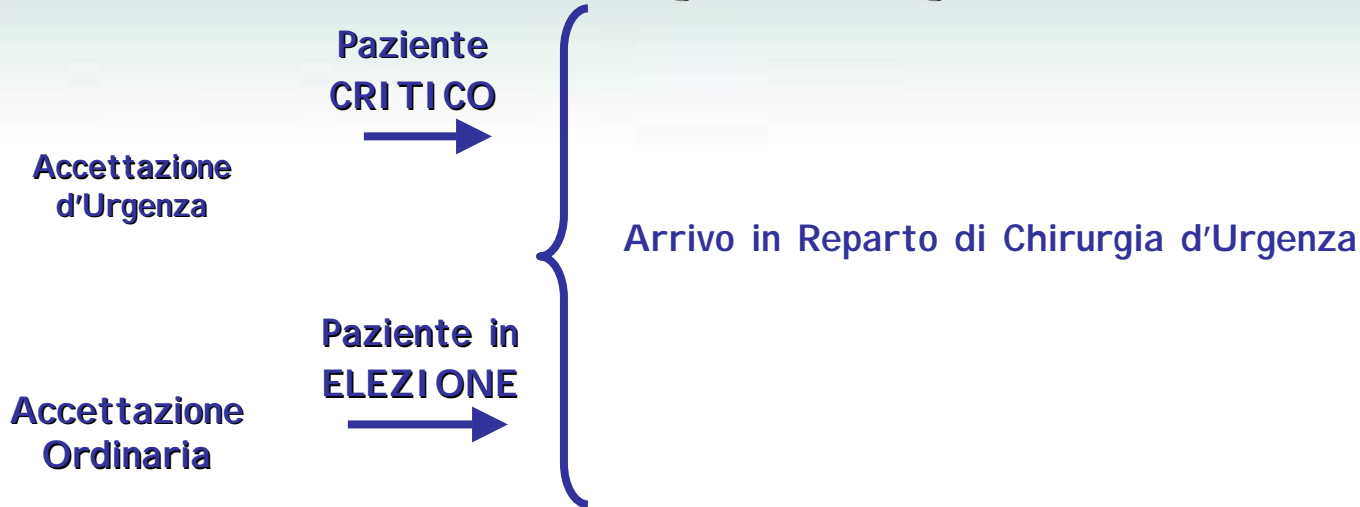 Paziente
CRITICO
Accettazione
d'Urgenza
Arrivo in Reparto di Chirurgia d'Urgenza
Paziente in
ELEZIONE
Accettazione
Ordinaria